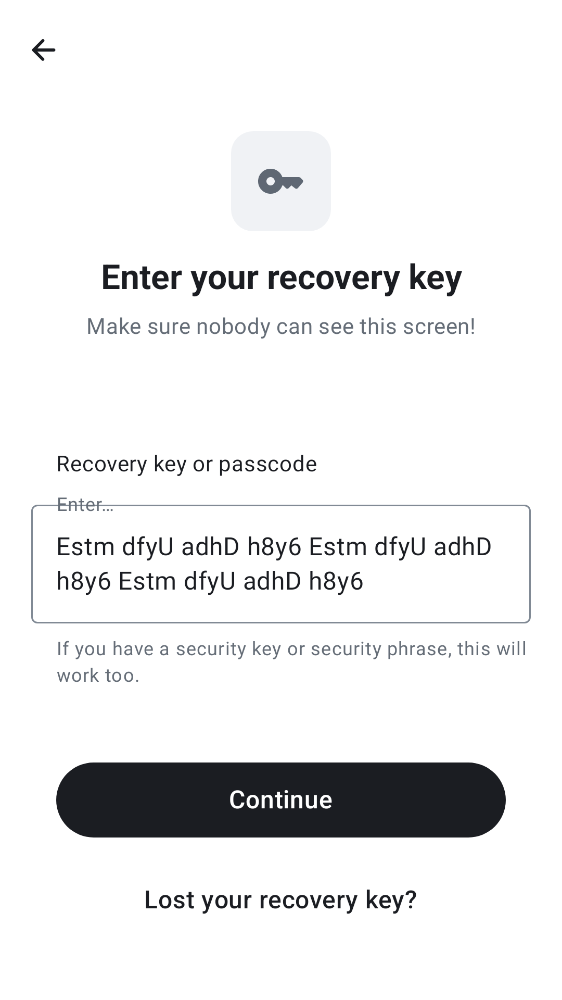 Enter your recovery key
Make sure nobody can see this screen!
Recovery key or passcode
Enter…
Estm dfyU adhD h8y6 Estm dfyU adhD
h8y6 Estm dfyU adhD h8y6
If you have a security key or security phrase, this will
work too.
Continue
Lost your recovery key?